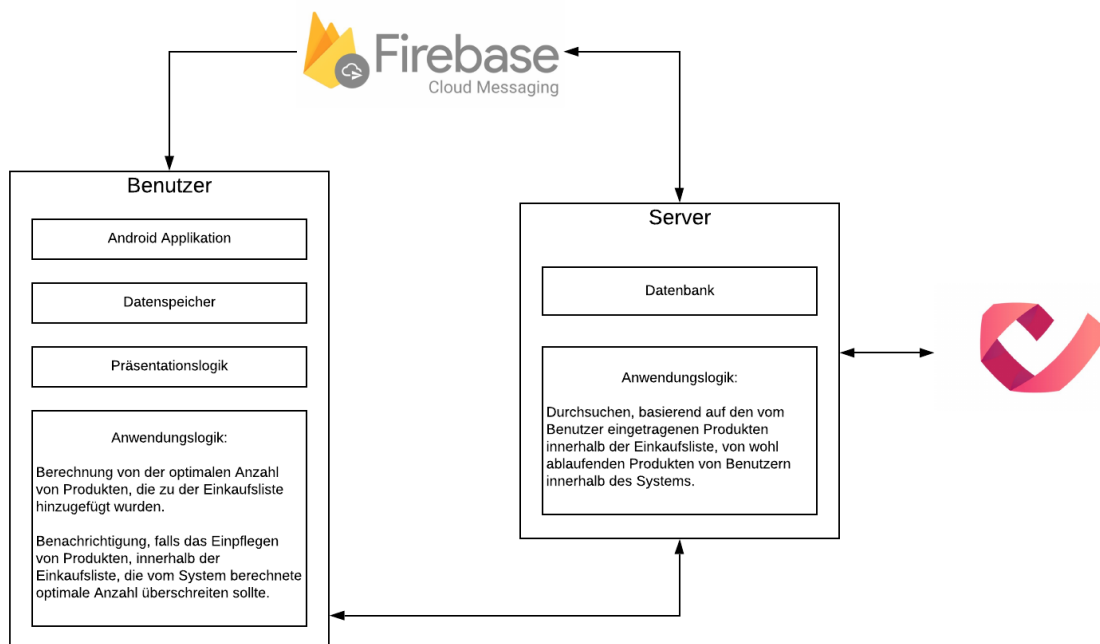 Firebase
Cloud Messaging
Benutzer
Android Applikation
Datenspeicher
Präsentationslogik
Anwendungslogik:
Berechnung von der optimalen Anzahl
von Produkten, die zu der Einkaufsliste
hinzugefügt wurden.
Benachrichtigung, falls das Einpflegen
von Produkten, innerhalb der
Einkaufsliste, die vom System berechnete
optimale Anzahl überschreiten sollte.
Server
Datenbank
Anwendungslogik:
Durchsuchen, basierend auf den vom
Benutzer eingetragenen Produkten
innerhalb der Einkaufsliste, von wohl
ablaufenden Produkten von Benutzern
innerhalb des Systems.